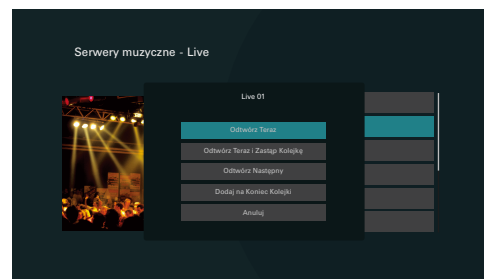 Serwery muzyczne - Live
Live 01
Odtwórz Teraz
Odtwórz Teraz i Zastąp Kolejkę
Odtwórz Następny
Dodaj na Koniec Kolejki
Anuluj